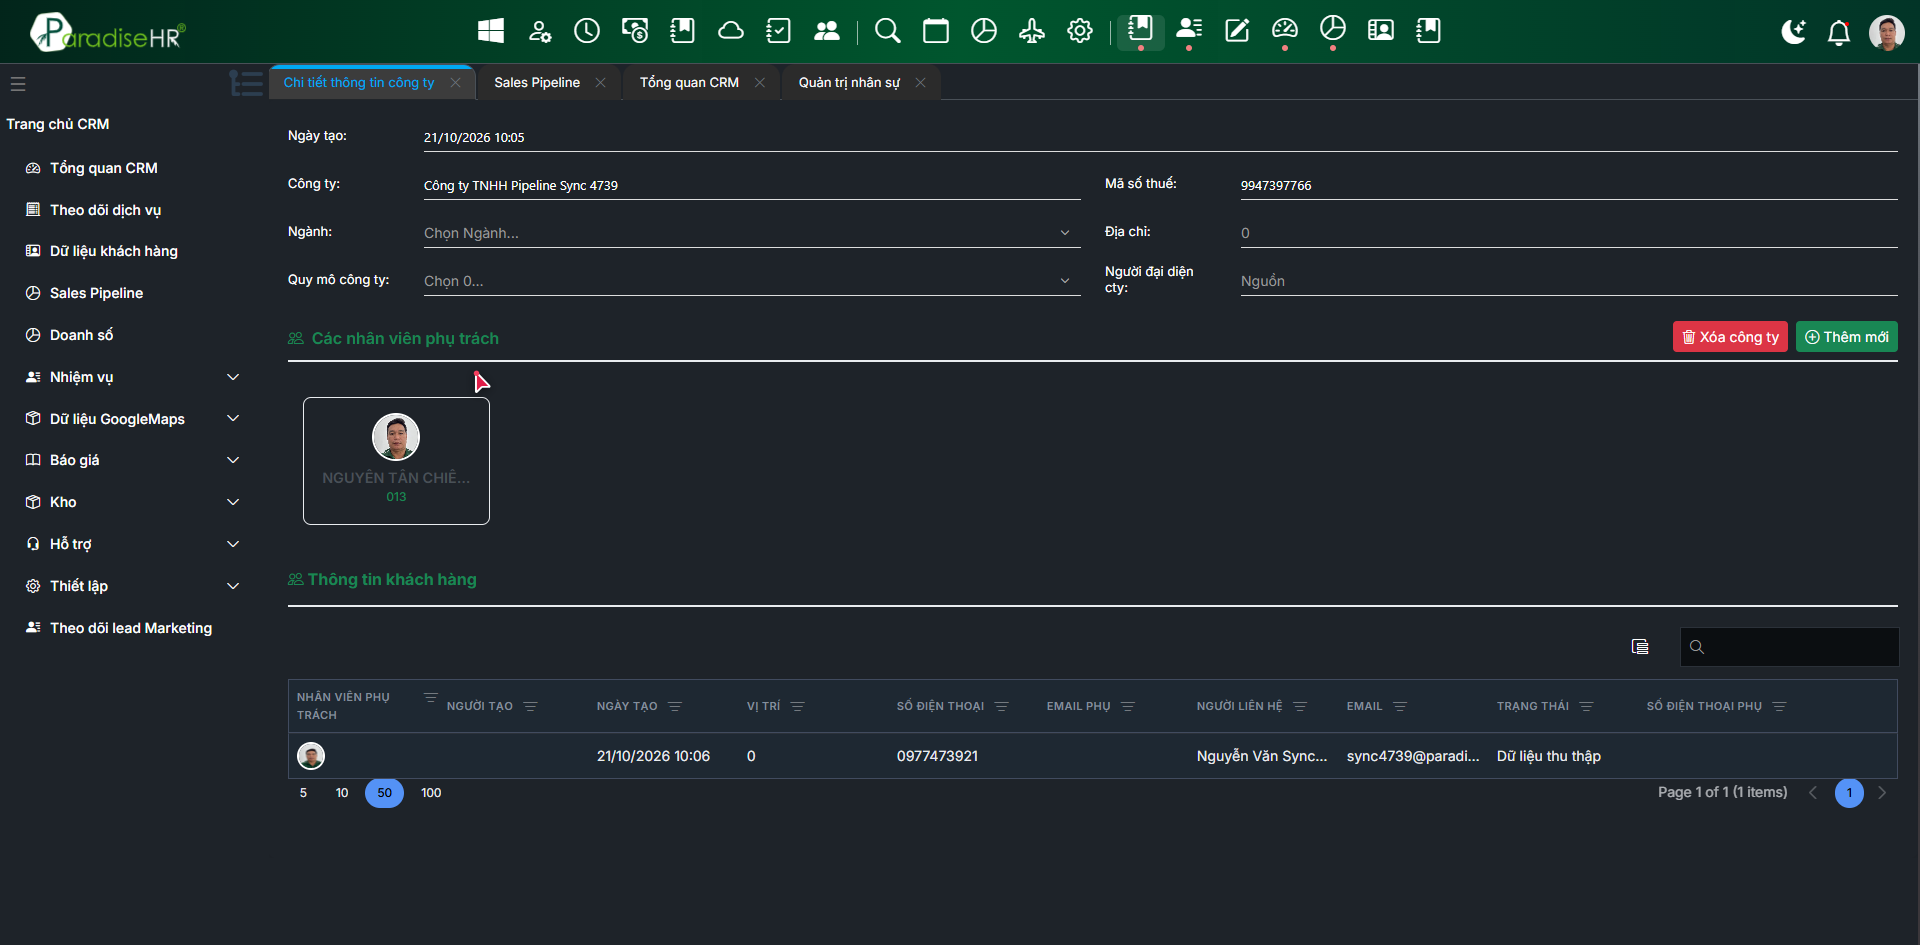 ParadiseHR®
Chi tiết thông tin công ty
Sales Pipeline
Tổng quan CRM
Quản trị nhân sự
Trang chủ CRM
Tổng quan CRM
Theo dõi dịch vụ
Dữ liệu khách hàng
Sales Pipeline
Doanh số
Nhiệm vụ
Dữ liệu GoogleMaps
Báo giá
Kho
Hỗ trợ
Thiết lập
Theo dõi lead Marketing
Ngày tạo:
21/10/2026 10:05
Công ty:
Công ty TNHH Pipeline Sync 4739
Mã số thuế:
9947397766
Ngành:
Chọn Ngành...
Địa chỉ:
0
Quy mô công ty:
Chọn 0...
Người đại diện
cty:
Nguồn
Các nhân viên phụ trách
Xóa công ty
Thêm mới
NGUYỄN TẤN CHIẾ...
013
Thông tin khách hàng
NHÂN VIÊN PHỤ
TRÁCH
NGƯỜI TẠO
NGÀY TẠO
VỊ TRÍ
SỐ ĐIỆN THOẠI
EMAIL PHỤ
NGƯỜI LIÊN HỆ
EMAIL
TRẠNG THÁI
SỐ ĐIỆN THOẠI PHỤ
21/10/2026 10:06
0
0977473921
Nguyễn Văn Sync...
sync4739@paradi...
Dữ liệu thu thập
5
10
50
100
Page 1 of 1 (1 items)
1